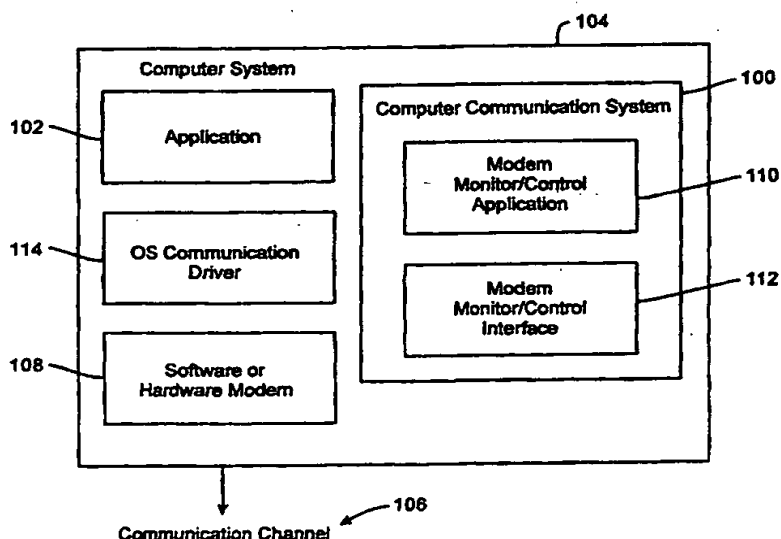 104
Computer System
100
Computer Communication System
102
Application
Modem
Monitor/Control
Application
110
114
OS Communication
Driver
Modem
Monitor/Control
Interface
112
108
Software or
Hardware Modem
106
Communication Channel